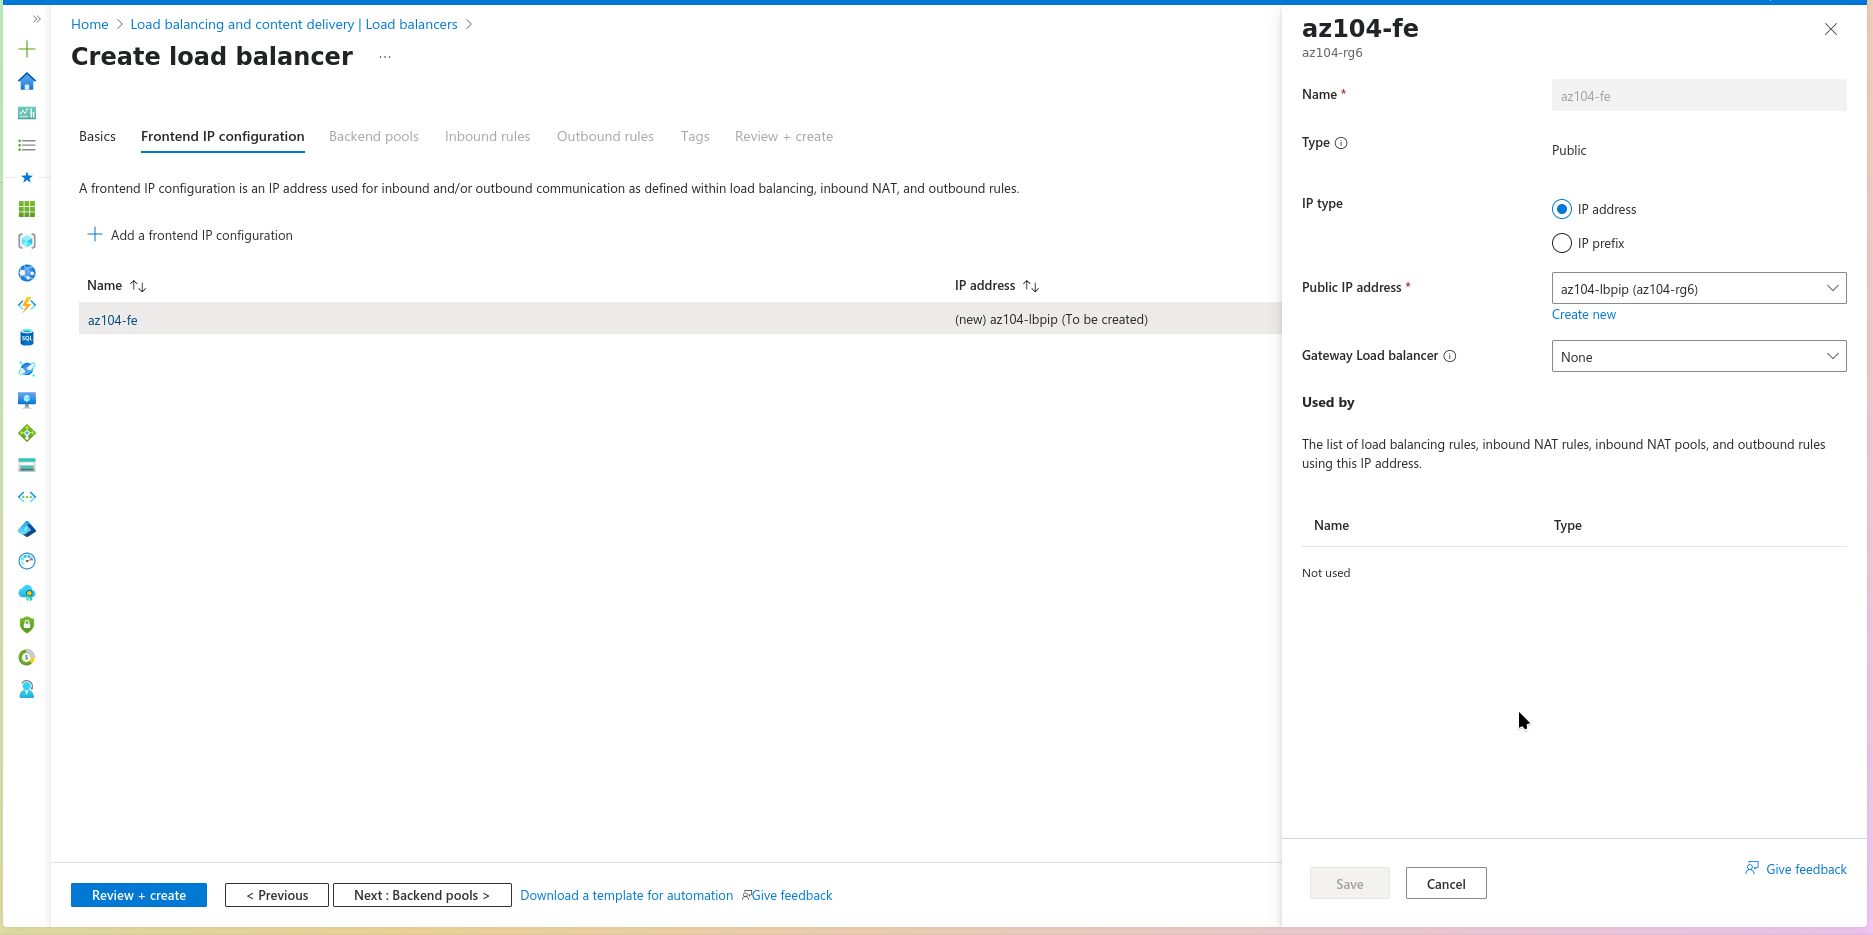 Home > Load balancing and content delivery | Load balancers >
Create load balancer ...
Basics Frontend IP configuration Backend pools Inbound rules Outbound rules Tags Review + create
A frontend IP configuration is an IP address used for inbound and/or outbound communication as defined within load balancing, inbound NAT, and outbound rules.
+ Add a frontend IP configuration
Name ↑↓ IP address ↑↓
az104-fe (new) az104-lbpip (To be created)
Review + create < Previous Next : Backend pools > Download a template for automation Give feedback
az104-fe
az104-rg6
Name * az104-fe
Type Public
IP type IP address
IP prefix
Public IP address * az104-lbpip (az104-rg6)
Create new
Gateway Load balancer None
Used by
The list of load balancing rules, inbound NAT rules, inbound NAT pools, and outbound rules
using this IP address.
Name Type
Not used
Save Cancel Give feedback
SQL